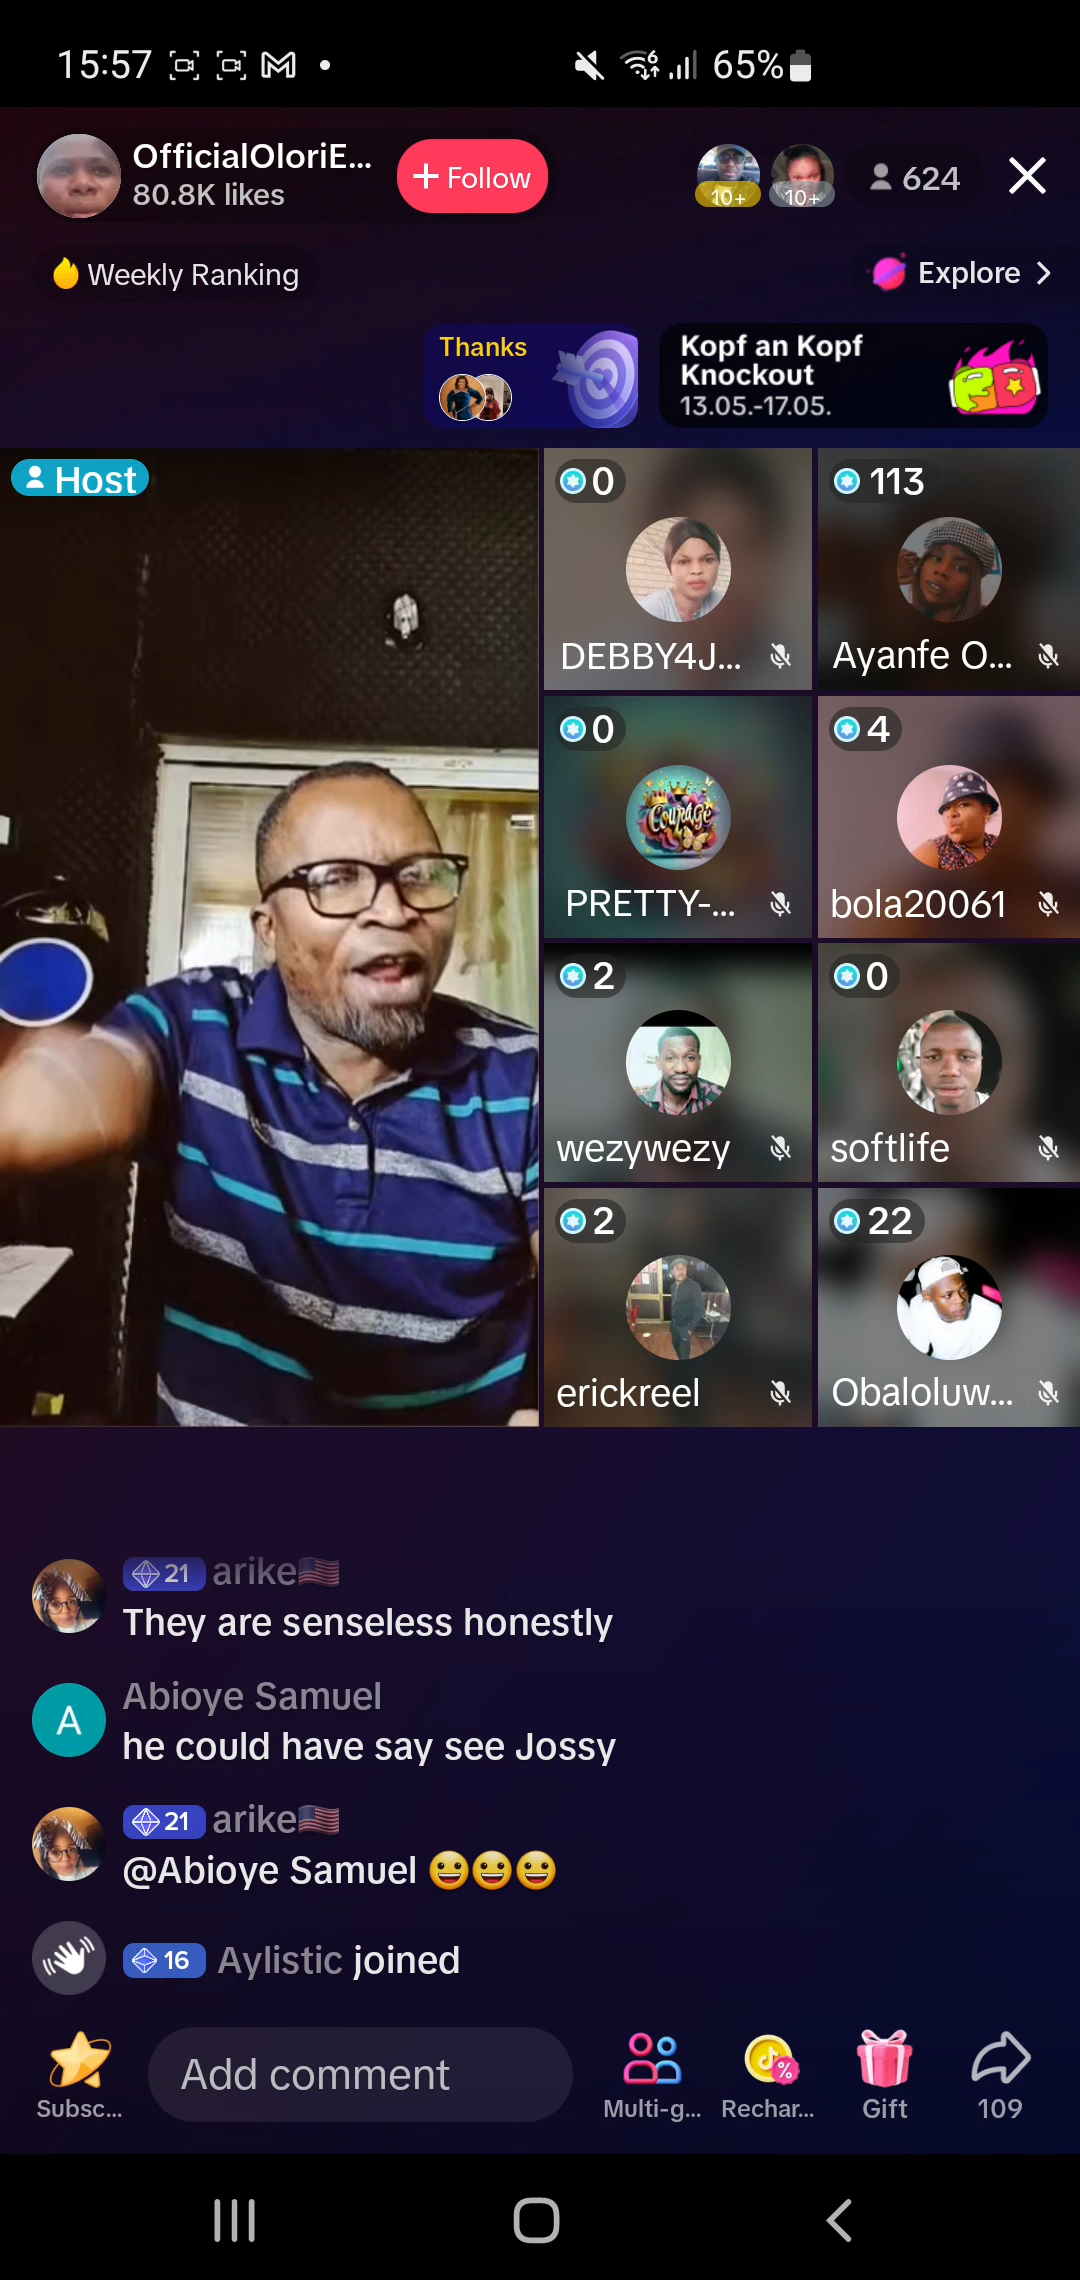 15:57
65%
OfficialOloriE...
80.8K likes
+ Follow
10+
10+
624
Weekly Ranking
Explore
Thanks
Kopf an Kopf
Knockout
13.05.-17.05.
Host
0
DEBBY4J...
113
Ayanfe O...
0
Courage
PRETTY-...
4
bola20061
2
wezywezy
0
softlife
2
erickreel
22
Obaloluw...
21 arike🇺🇸
They are senseless honestly
A
Abioye Samuel
he could have say see Jossy
21 arike🇺🇸
@Abioye Samuel 😀😀😀
16 Aylistic joined
Add comment
Subsc...
Multi-g...
Rechar...
Gift
109